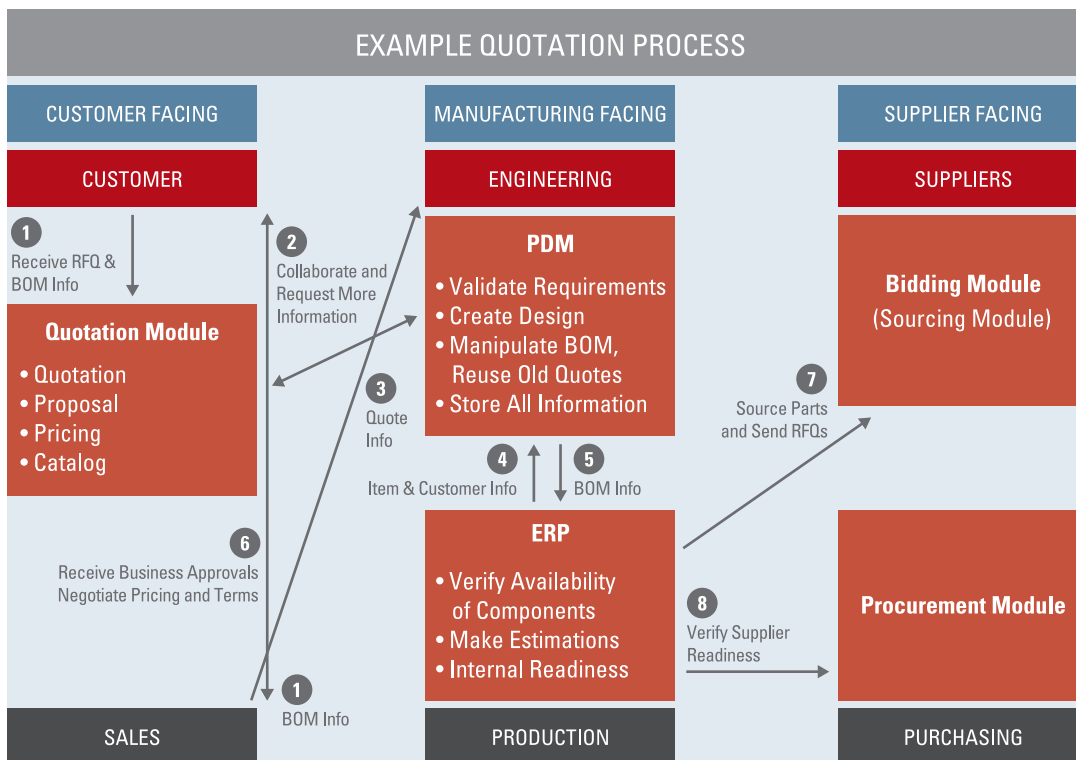 EXAMPLE QUOTATION PROCESS
CUSTOMER FACING
MANUFACTURING FACING
SUPPLIER FACING
CUSTOMER
ENGINEERING
SUPPLIERS
1
Receive RFQ &
BOM Info
2
Collaborate and
Request More
Information
Quotation Module
• Quotation
• Proposal
• Pricing
• Catalog
PDM
• Validate Requirements
• Create Design
• Manipulate BOM,
Reuse Old Quotes
• Store All Information
Bidding Module
(Sourcing Module)
3
Quote
Info
7
Source Parts
and Send RFQs
4
Item & Customer Info
5
BOM Info
6
Receive Business Approvals
Negotiate Pricing and Terms
ERP
• Verify Availability
of Components
• Make Estimations
• Internal Readiness
8
Verify Supplier
Readiness
Procurement Module
1
BOM Info
SALES
PRODUCTION
PURCHASING